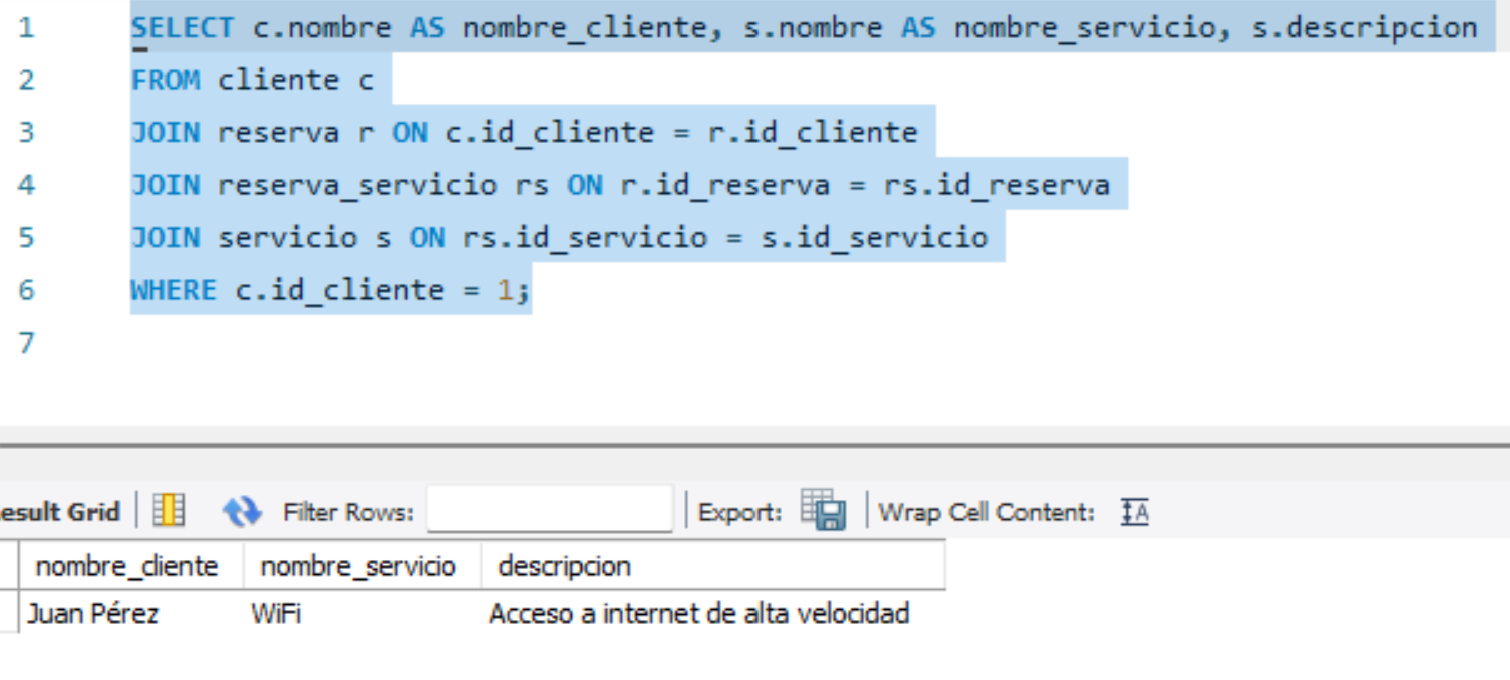 1 SELECT c.nombre AS nombre_cliente, s.nombre AS nombre_servicio, s.descripcion
2 FROM cliente c
3 JOIN reserva r ON c.id_cliente = r.id_cliente
4 JOIN reserva_servicio rs ON r.id_reserva = rs.id_reserva
5 JOIN servicio s ON rs.id_servicio = s.id_servicio
6 WHERE c.id_cliente = 1;
7
esult Grid Filter Rows: Export: Wrap Cell Content: IA
nombre_cliente nombre_servicio descripcion
Juan Pérez WiFi Acceso a internet de alta velocidad